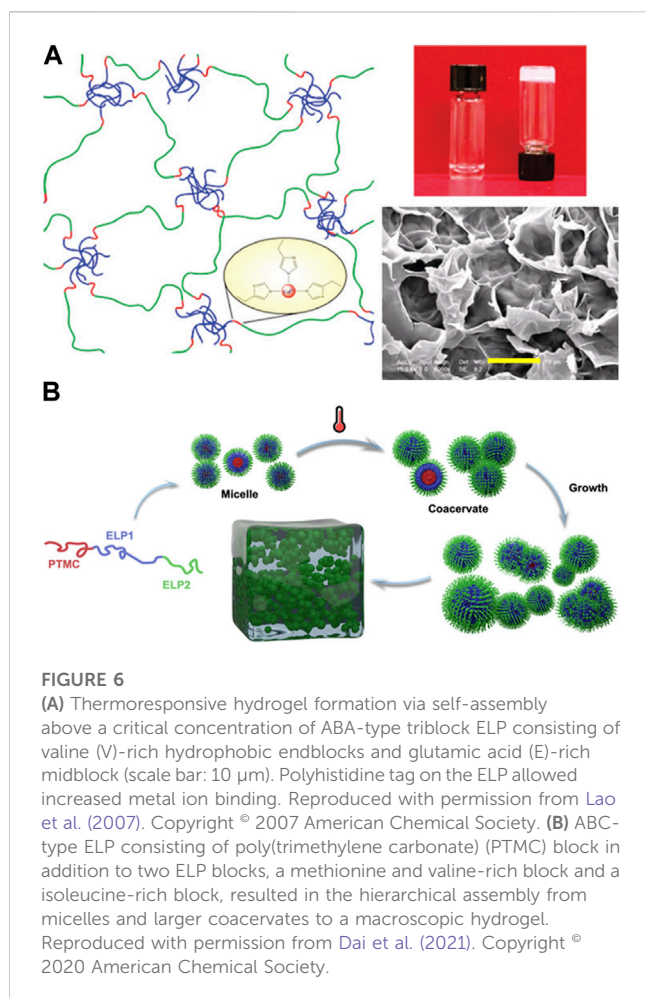 A
B
Micelle
Coacervate
Growth
PTMC
ELP1
ELP2
FIGURE 6
(A) Thermoresponsive hydrogel formation via self-assembly
above a critical concentration of ABA-type triblock ELP consisting of
valine (V)-rich hydrophobic endblocks and glutamic acid (E)-rich
midblock (scale bar: 10 μm). Polyhistidine tag on the ELP allowed
increased metal ion binding. Reproduced with permission from Lao
et al. (2007). Copyright © 2007 American Chemical Society. (B) ABC-
type ELP consisting of poly(trimethylene carbonate) (PTMC) block in
addition to two ELP blocks, a methionine and valine-rich block and a
isoleucine-rich block, resulted in the hierarchical assembly from
micelles and larger coacervates to a macroscopic hydrogel.
Reproduced with permission from Dai et al. (2021). Copyright ©
2020 American Chemical Society.